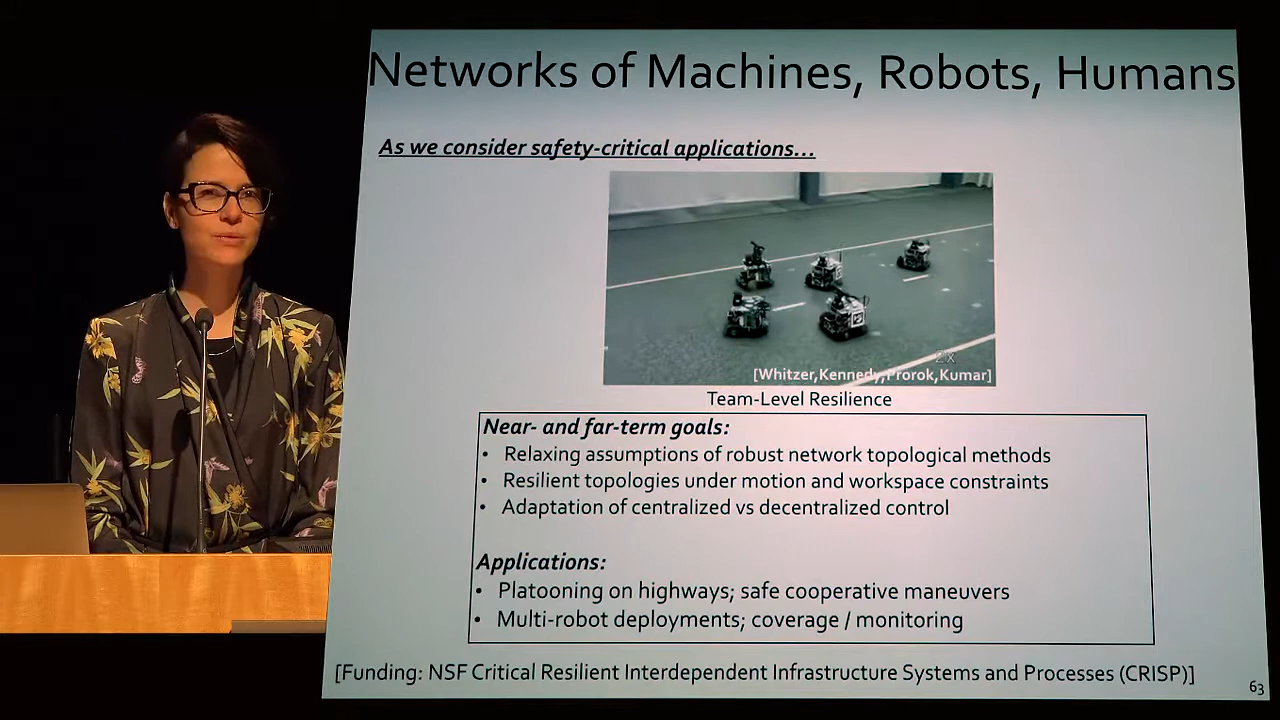 Networks of Machines, Robots, Humans
As we consider safety-critical applications...
2x
[Whitzer,Kennedy,Prorok,Kumar]
Team-Level Resilience
Near- and far-term goals:
• Relaxing assumptions of robust network topological methods
• Resilient topologies under motion and workspace constraints
• Adaptation of centralized vs decentralized control
Applications:
• Platooning on highways; safe cooperative maneuvers
• Multi-robot deployments; coverage / monitoring
[Funding: NSF Critical Resilient Interdependent Infrastructure Systems and Processes (CRISP)]
63